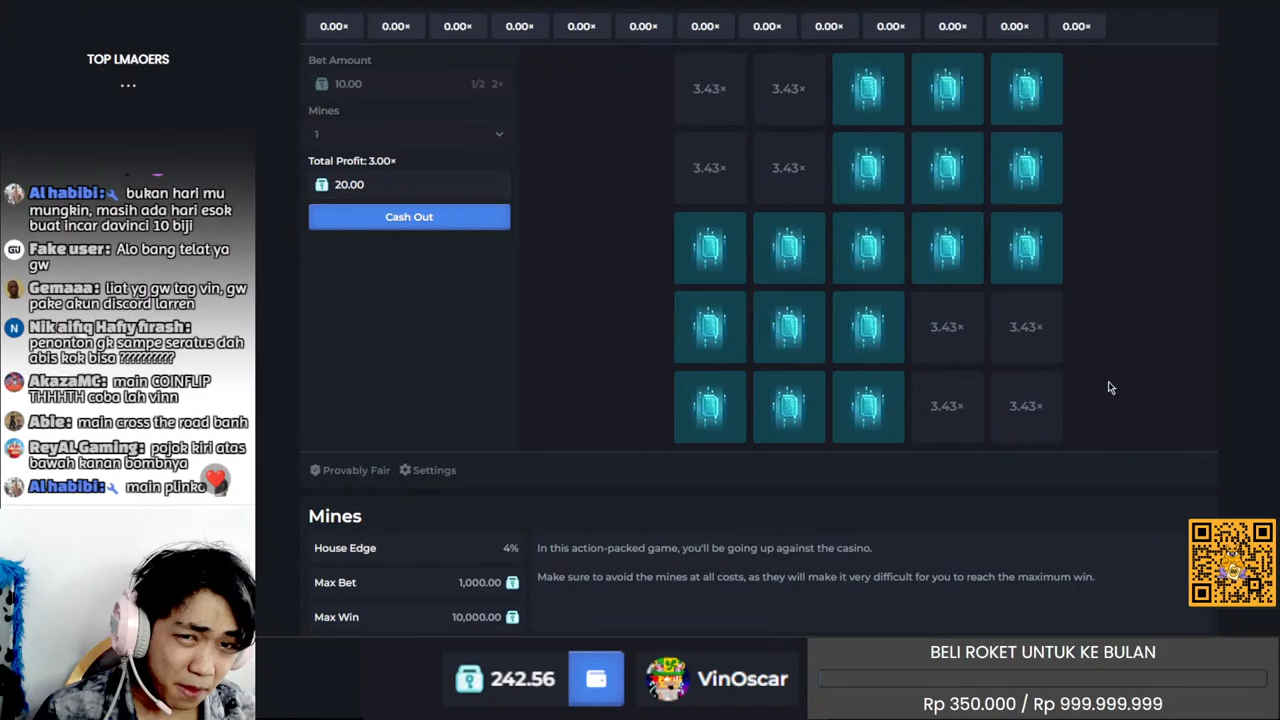 0.00× 0.00× 0.00× 0.00× 0.00× 0.00× 0.00× 0.00× 0.00× 0.00× 0.00× 0.00× 0.00×
TOP LMAOERS
...
Al habibi: bukan hari mu
mungkin, masih ada hari esok
buat incar davinci 10 biji
Fake user: Alo bang telat ya
gw
Gemaaa: liat yg gw tag vin, gw
pake akun discord larren
Nik aifiq Hafiy firash:
penonton gk sampe seratus dah
abis kok bisa ??????????
AkazaMC: main COINFLIP
THHHTH coba lah vinn
Able: main cross the road banh
ReyAL Gaming: pojok kiri atas
bawah kanan bombnya
Al habibi: main plinko
Bet Amount
10.00 1/2 2×
Mines
1
Total Profit: 3.00×
20.00
Cash Out
3.43× 3.43×
3.43× 3.43×
3.43× 3.43×
3.43× 3.43×
Provably Fair Settings
Mines
House Edge 4%
Max Bet 1,000.00
Max Win 10,000.00
In this action-packed game, you'll be going up against the casino.
Make sure to avoid the mines at all costs, as they will make it very difficult for you to reach the maximum win.
242.56
VinOscar
BELI ROKET UNTUK KE BULAN
Rp 350.000 / Rp 999.999.999